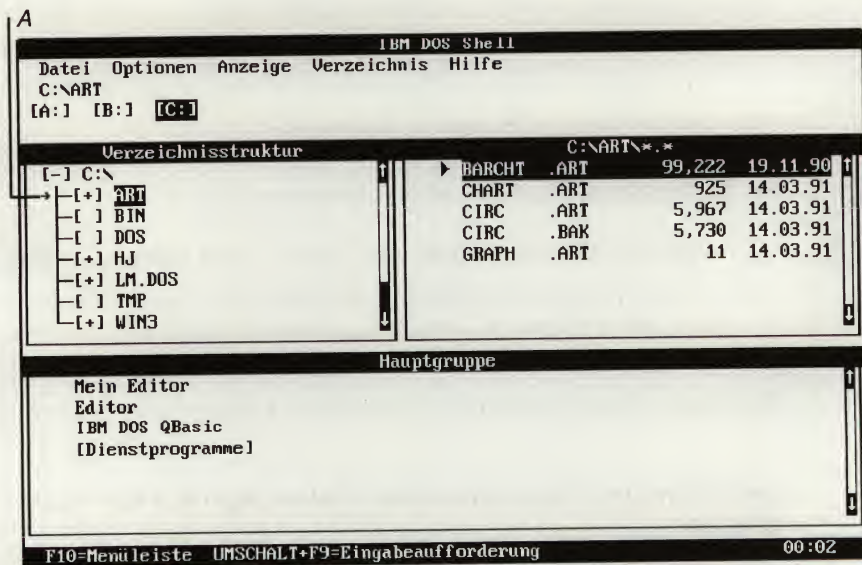 A
IBM DOS Shell
Datei Optionen Anzeige Verzeichnis Hilfe
C:\ART
[A:] [B:] [C:]
Verzeichnisstruktur
[-] C:\
[+] ART
[ ] BIN
[ ] DOS
[+] HJ
[+] LM.DOS
[ ] TMP
[+] WIN3
C:\ART\*.*
BARCHT .ART 99,222 19.11.90
CHART .ART 925 14.03.91
CIRC .ART 5,967 14.03.91
CIRC .BAK 5,730 14.03.91
GRAPH .ART 11 14.03.91
Hauptgruppe
Mein Editor
Editor
IBM DOS QBasic
[Dienstprogramme]
F10=Menüleiste UMSCHALT+F9=Eingabeaufforderung 00:02